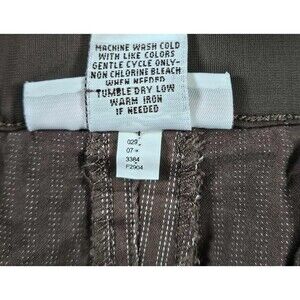 MACHINE WASH COLD
WITH LIKE COLORS
GENTLE CYCLE ONLY-
NON CHLORINE BLEACH
WHEN NEEDED
TUMBLE DRY LOW
WARM IRON
IF NEEDED
029
07
3364
F2904